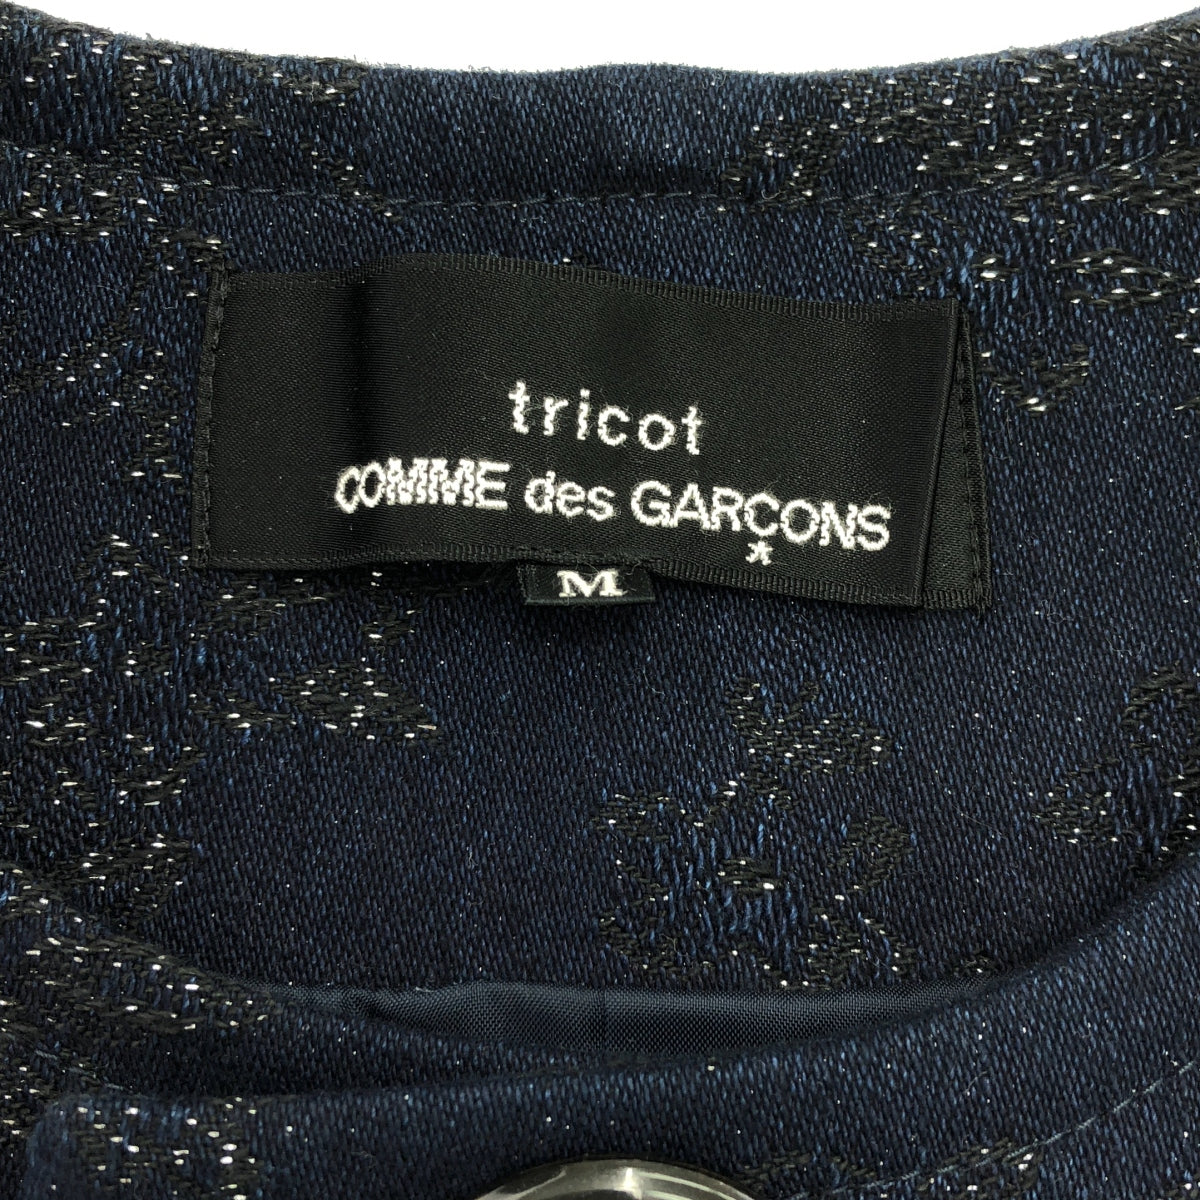 tricot
COMME des GARÇONS
*
M